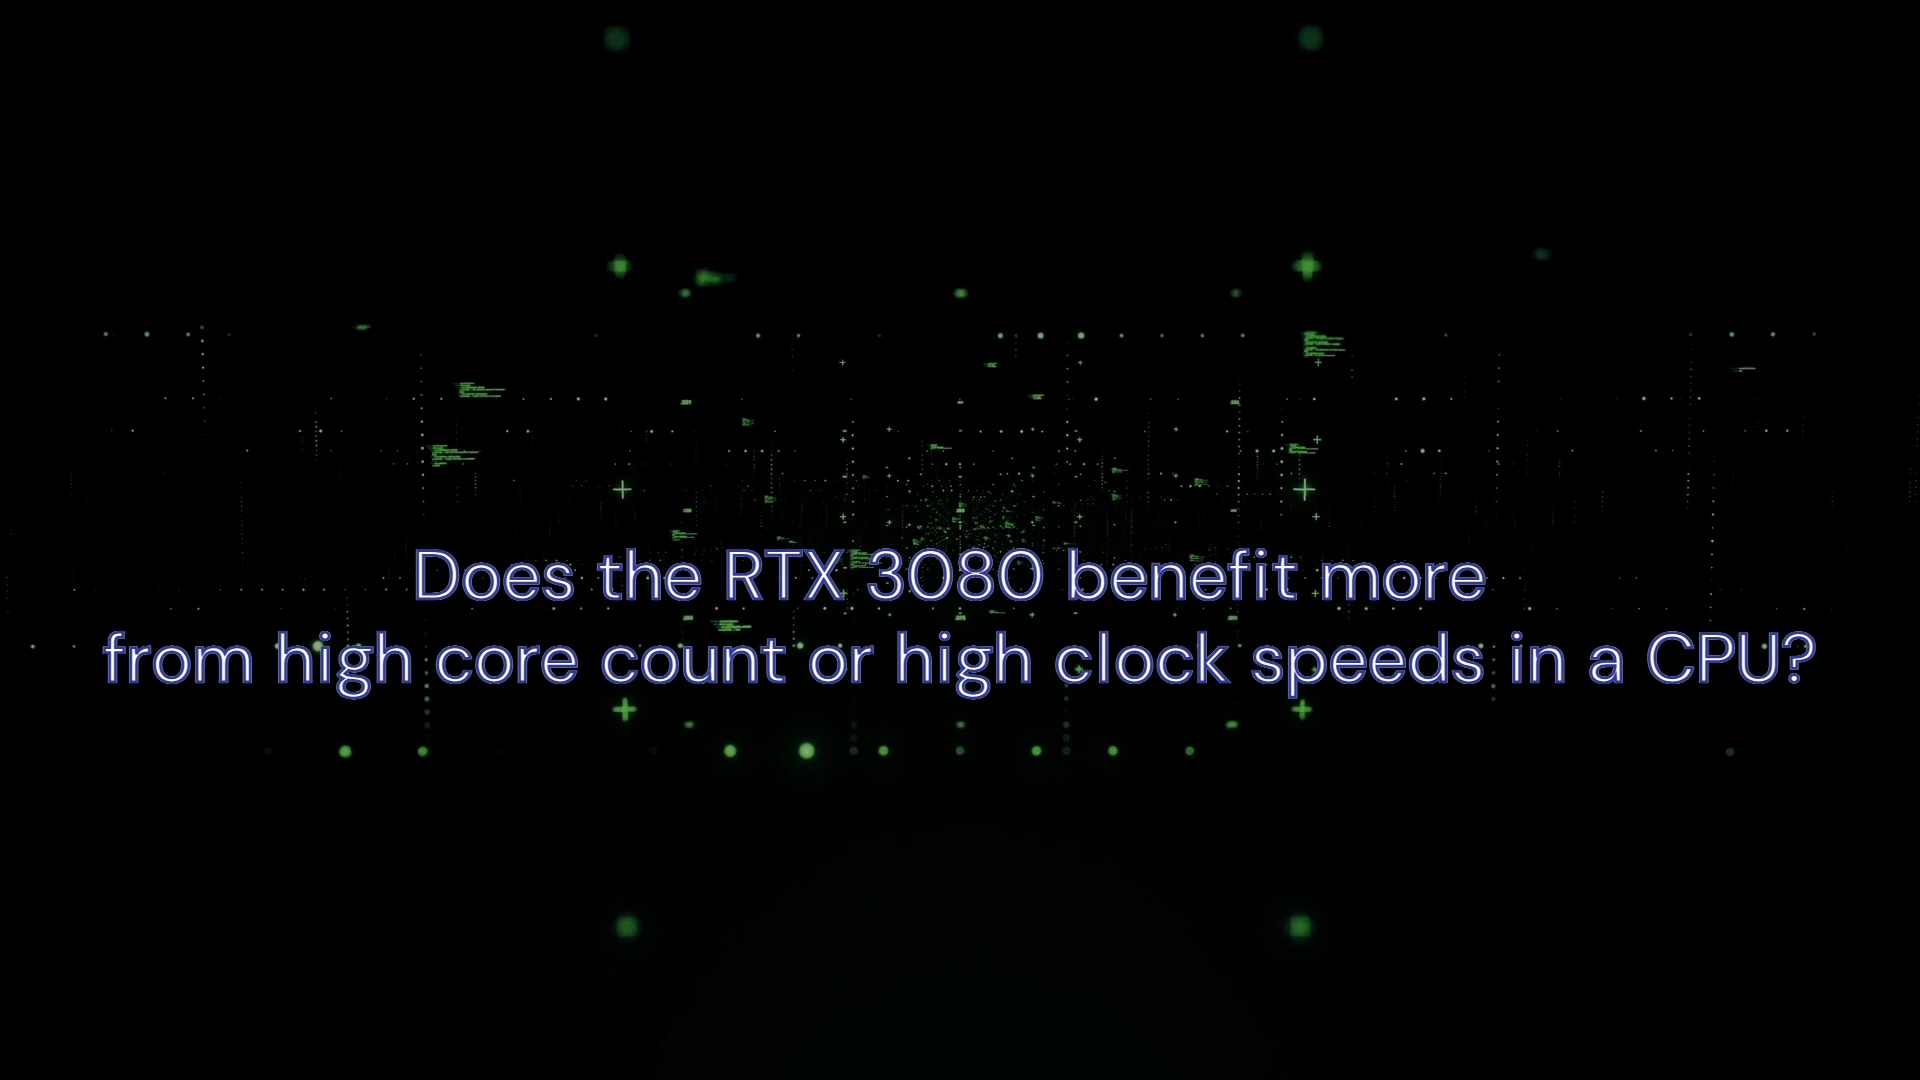 Does the RTX 3080 benefit more
from high core count or high clock speeds in a CPU?